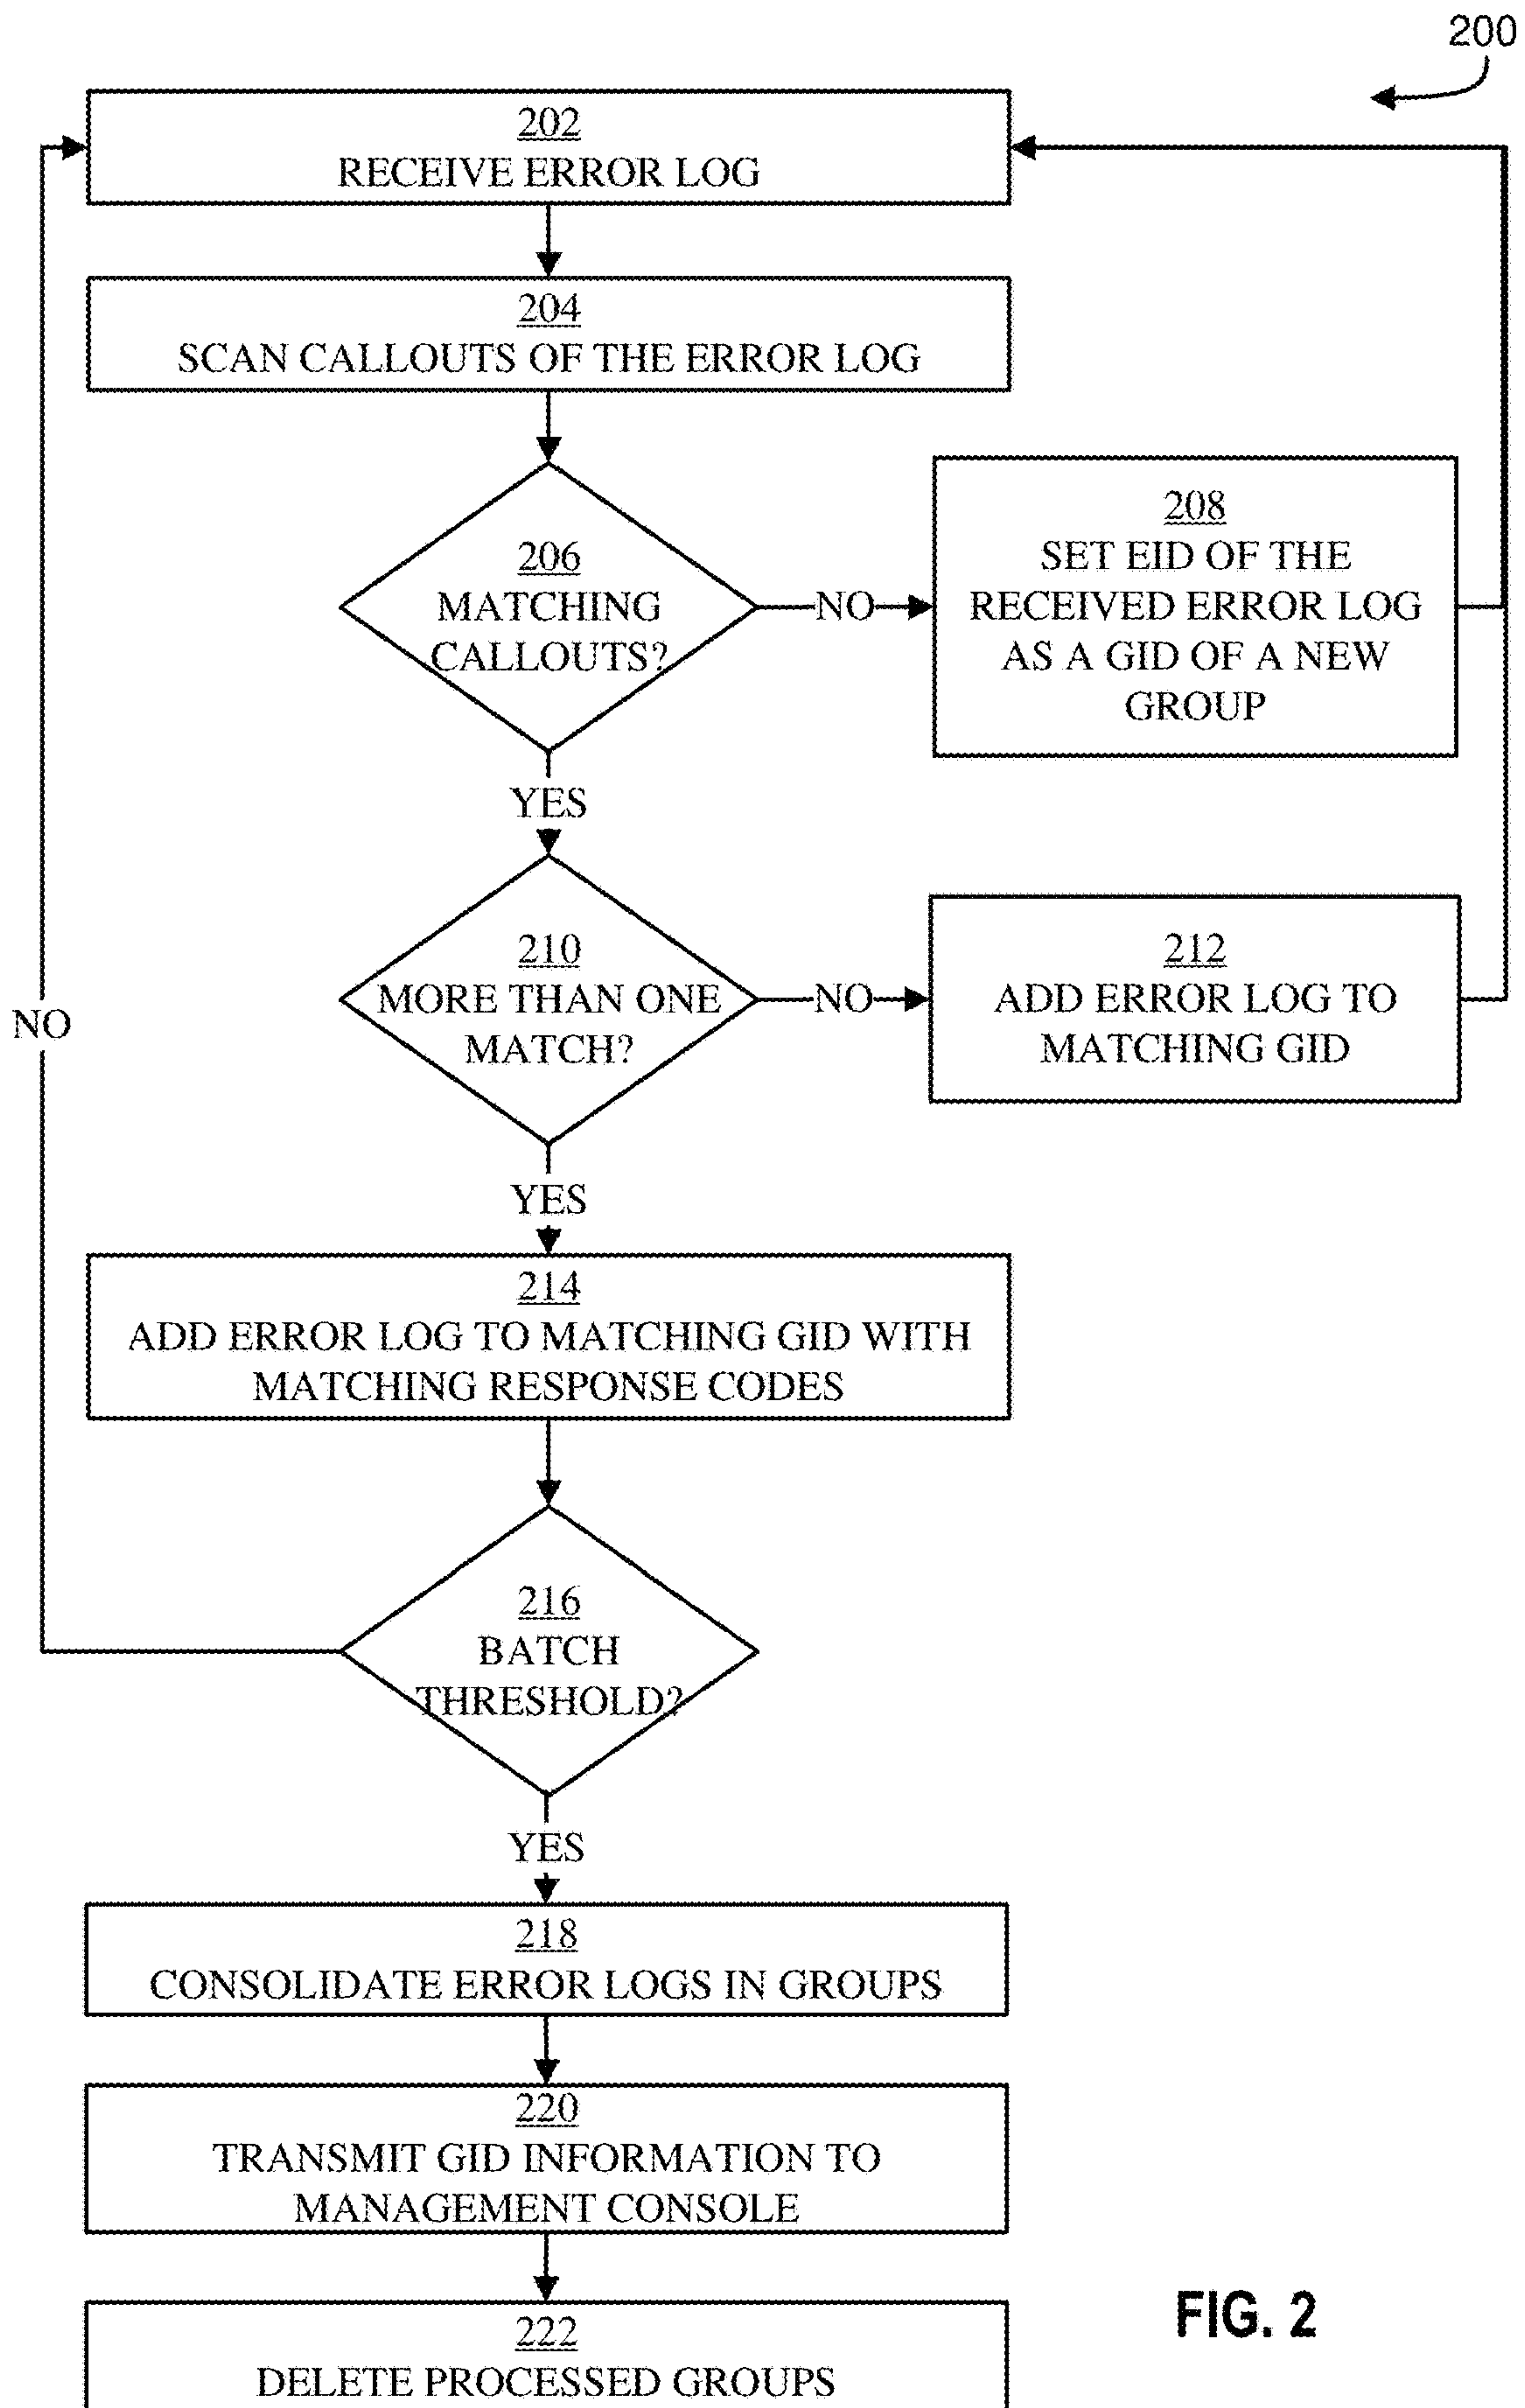 200
202
RECEIVE ERROR LOG
204
SCAN CALLOUTS OF THE ERROR LOG
206
MATCHING
CALLOUTS?
NO
208
SET EID OF THE
RECEIVED ERROR LOG
AS A GID OF A NEW
GROUP
YES
210
MORE THAN ONE
MATCH?
NO
212
ADD ERROR LOG TO
MATCHING GID
NO
YES
214
ADD ERROR LOG TO MATCHING GID WITH
MATCHING RESPONSE CODES
216
BATCH
THRESHOLD?
YES
218
CONSOLIDATE ERROR LOGS IN GROUPS
220
TRANSMIT GID INFORMATION TO
MANAGEMENT CONSOLE
222
DELETE PROCESSED GROUPS
FIG. 2